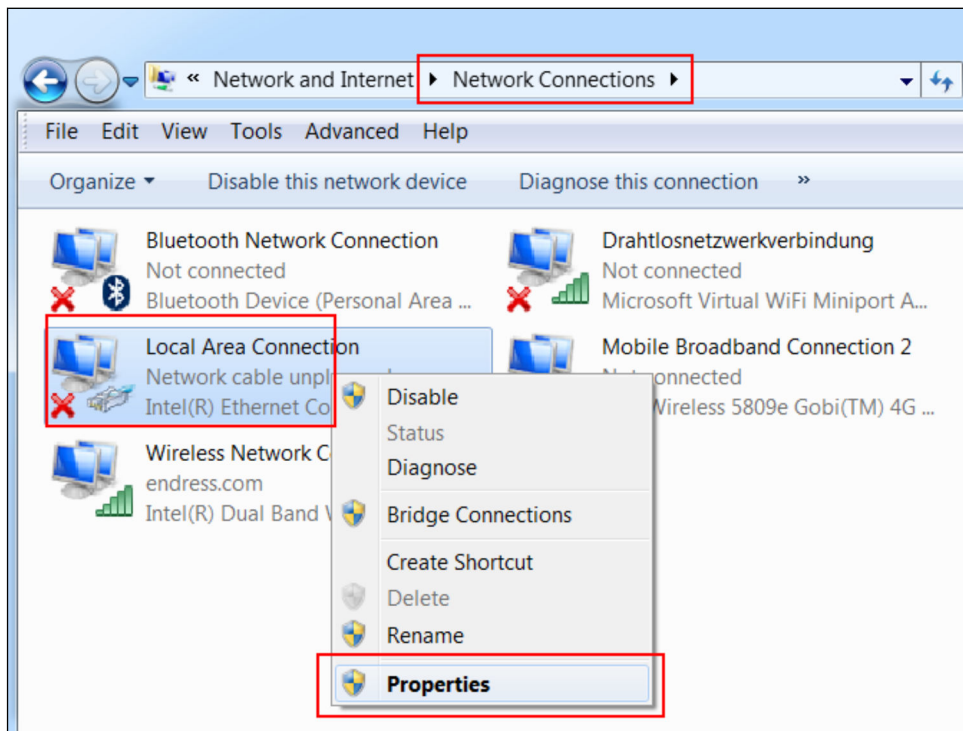 « Network and Internet ▸ Network Connections ▸
File Edit View Tools Advanced Help
Organize Disable this network device Diagnose this connection »
Bluetooth Network Connection
Not connected
Bluetooth Device (Personal Area ...
Drahtlosnetzwerkverbindung
Not connected
Microsoft Virtual WiFi Miniport A...
Local Area Connection
Network cable
Intel(R) Ethernet
Mobile Broadband Connection 2
Wireless 5809e Gobi(TM) 4G ...
Wireless Network
endress.com
Intel(R) Dual Band
Disable
Status
Diagnose
Bridge Connections
Create Shortcut
Delete
Rename
Properties